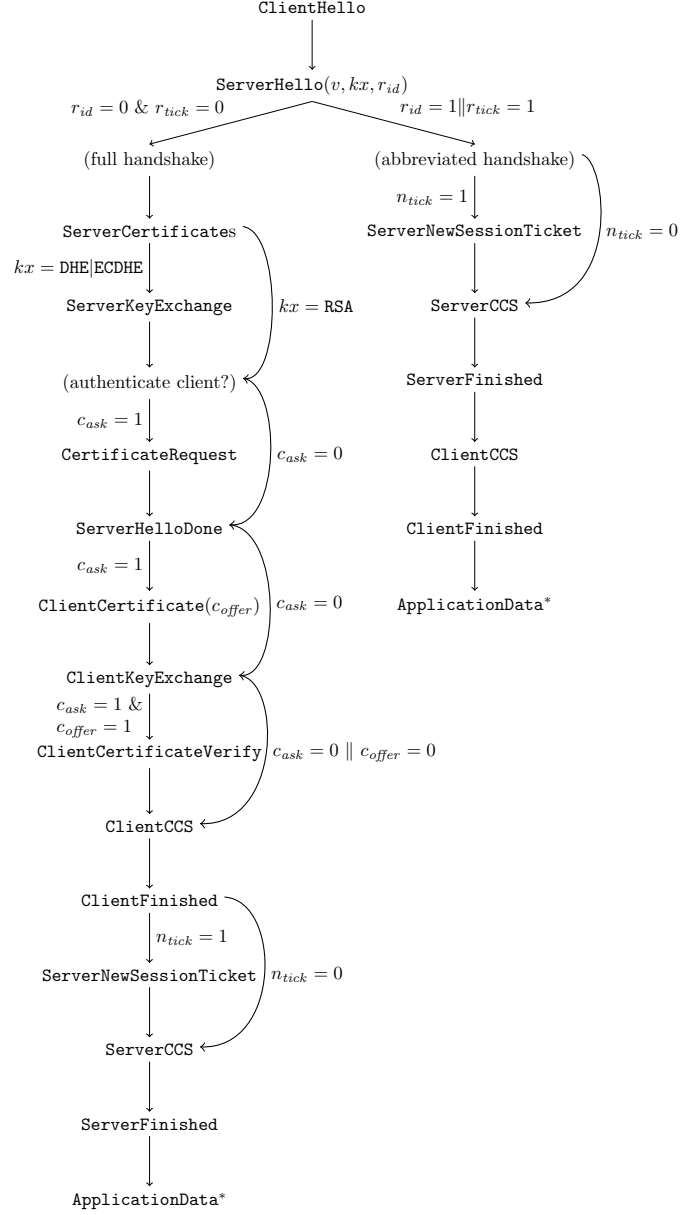 ClientHello
ServerHello(v, kx, r_id)
r_id = 0 & r_tick = 0
r_id = 1‖r_tick = 1
(full handshake)
(abbreviated handshake)
n_tick = 1
n_tick = 0
ServerCertificates
ServerNewSessionTicket
kx = DHE|ECDHE
ServerKeyExchange
kx = RSA
ServerCCS
(authenticate client?)
ServerFinished
c_ask = 1
c_ask = 0
CertificateRequest
ClientCCS
ServerHelloDone
ClientFinished
c_ask = 1
c_ask = 0
ClientCertificate(c_offer)
ApplicationData*
ClientKeyExchange
c_ask = 1 &
c_offer = 1
ClientCertificateVerify
c_ask = 0 ‖ c_offer = 0
ClientCCS
ClientFinished
n_tick = 1
n_tick = 0
ServerNewSessionTicket
ServerCCS
ServerFinished
ApplicationData*